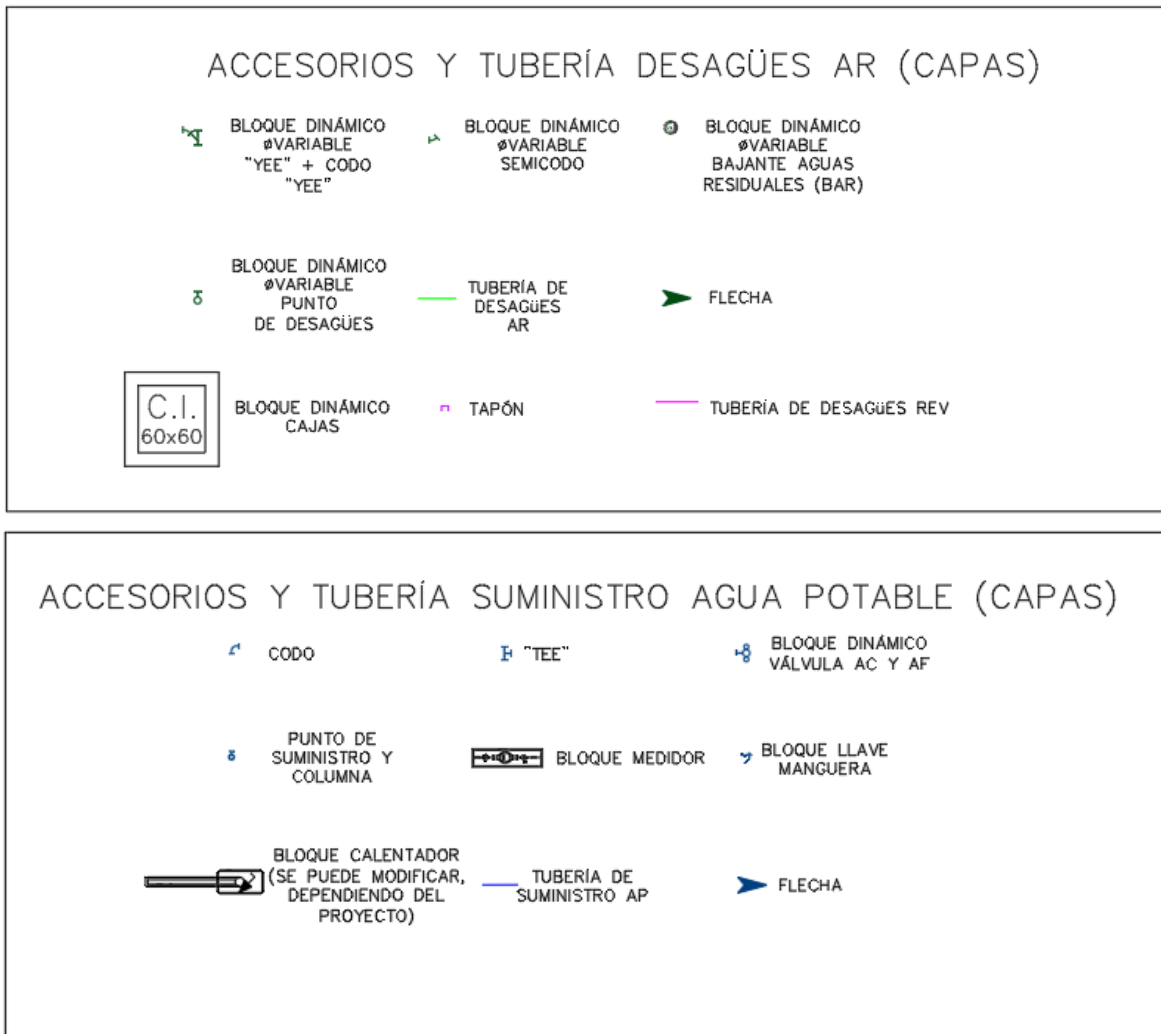 ACCESORIOS Y TUBERÍA DESAGÜES AR (CAPAS)
BLOQUE DINÁMICO
øVARIABLE
"YEE" + CODO
"YEE"
BLOQUE DINÁMICO
øVARIABLE
SEMICODO
BLOQUE DINÁMICO
øVARIABLE
BAJANTE AGUAS
RESIDUALES (BAR)
BLOQUE DINÁMICO
øVARIABLE
PUNTO
DE DESAGÜES
TUBERÍA DE
DESAGüES
AR
FLECHA
C.I.
60x60
BLOQUE DINÁMICO
CAJAS
TAPÓN
TUBERÍA DE DESAGüES REV
ACCESORIOS Y TUBERÍA SUMINISTRO AGUA POTABLE (CAPAS)
CODO
"TEE"
BLOQUE DINÁMICO
VÁLVULA AC Y AF
PUNTO DE
SUMINISTRO Y
COLUMNA
BLOQUE MEDIDOR
BLOQUE LLAVE
MANGUERA
BLOQUE CALENTADOR
(SE PUEDE MODIFICAR,
DEPENDIENDO DEL
PROYECTO)
TUBERÍA DE
SUMINISTRO AP
FLECHA